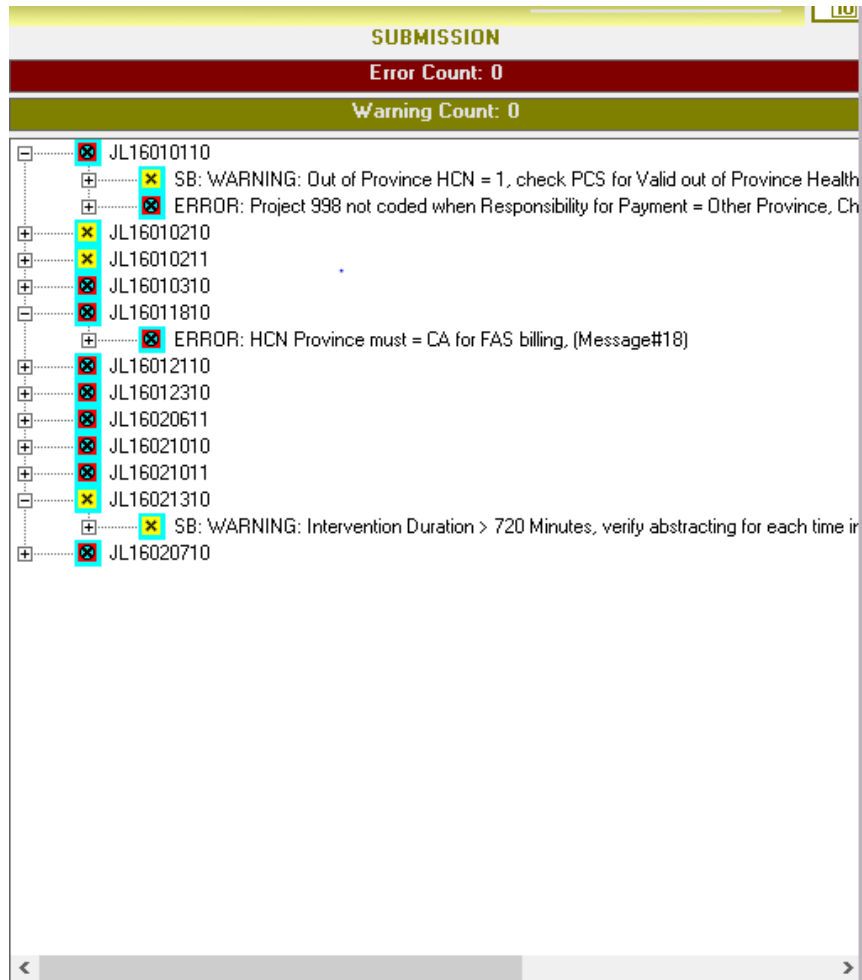 10
SUBMISSION
Error Count: 0
Warning Count: 0
JL16010110
SB: WARNING: Out of Province HCN = 1, check PCS for Valid out of Province Health
ERROR: Project 998 not coded when Responsibility for Payment = Other Province, Ch
JL16010210
JL16010211
JL16010310
JL16011810
ERROR: HCN Province must = CA for FAS billing, (Message#18)
JL16012110
JL16012310
JL16020611
JL16021010
JL16021011
JL16021310
SB: WARNING: Intervention Duration > 720 Minutes, verify abstracting for each time in
JL16020710